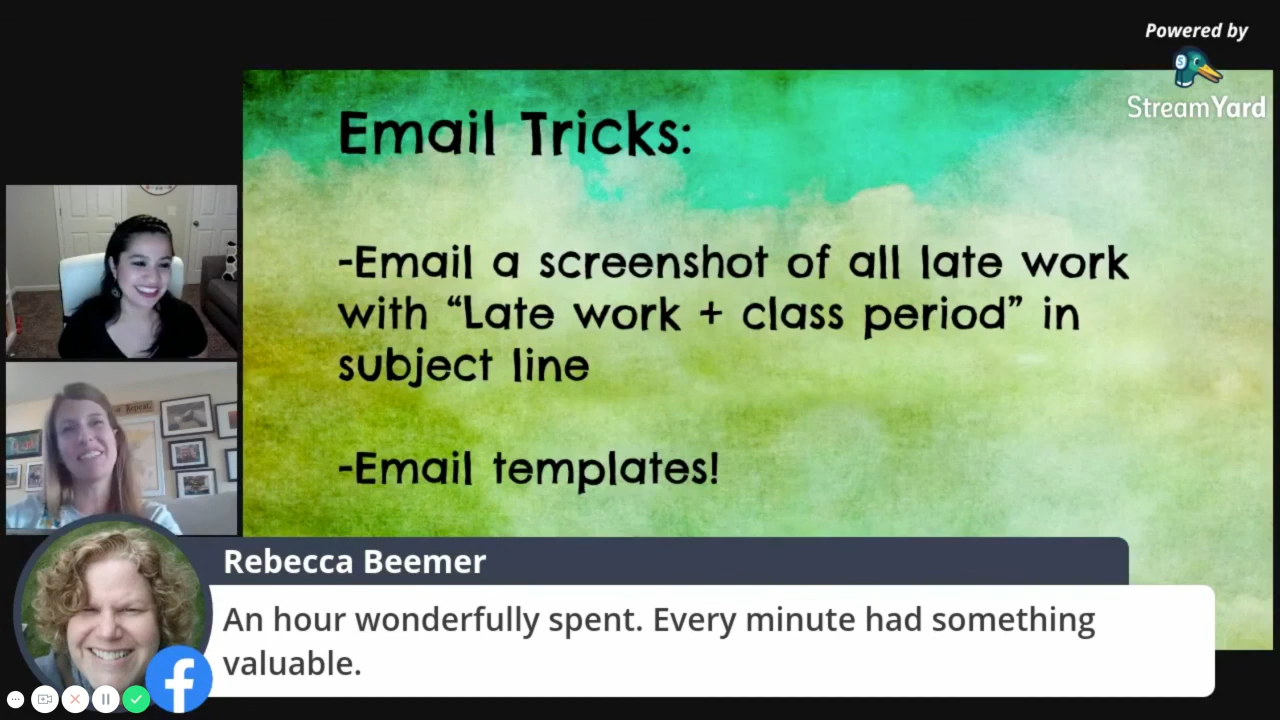 Powered by
StreamYard
Email Tricks:
-Email a screenshot of all late work
with “Late work + class period” in
subject line
-Email templates!
Rebecca Beemer
An hour wonderfully spent. Every minute had something
valuable.